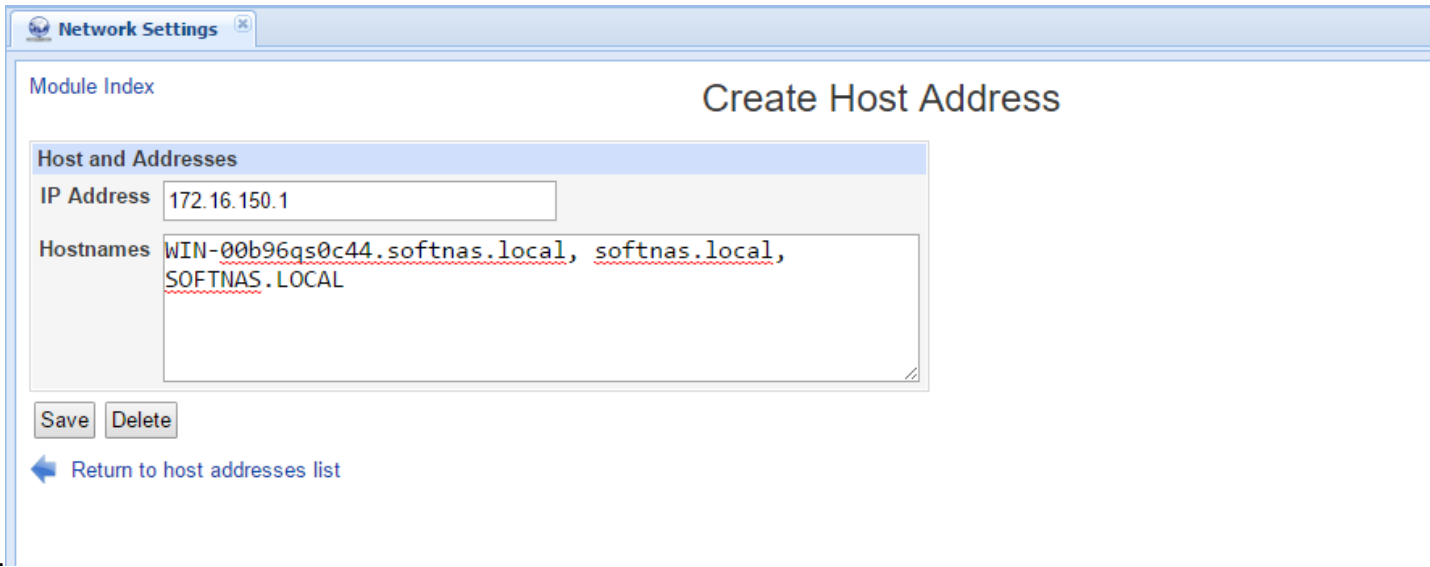 Network Settings
Module Index
Create Host Address
Host and Addresses
IP Address 172.16.150.1
Hostnames WIN-00b96qs0c44.softnas.local, softnas.local,
SOFTNAS.LOCAL
Save Delete
Return to host addresses list